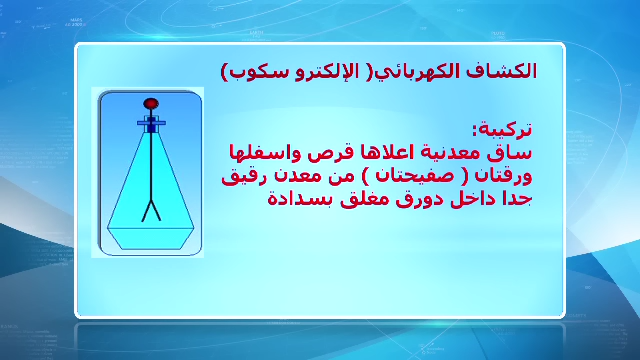 الكشاف الكهربائي( الإلكترو سكوب)
تركيبة:
ساق معدنية اعلاها قرص واسفلها
ورقتان ( صفيحتان ) من معدن رقيق
جدا داخل دورق مغلق بسدادة